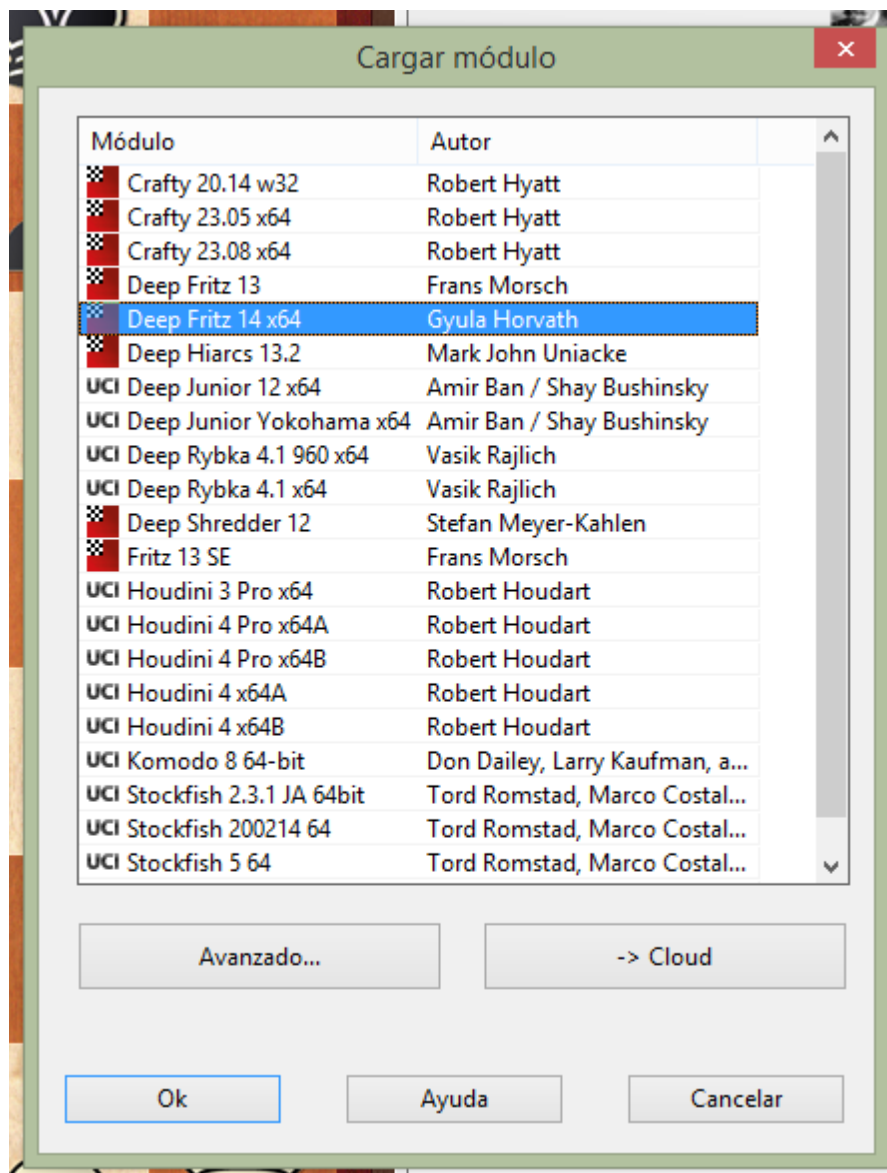 Cargar módulo
Módulo Autor
Crafty 20.14 w32 Robert Hyatt
Crafty 23.05 x64 Robert Hyatt
Crafty 23.08 x64 Robert Hyatt
Deep Fritz 13 Frans Morsch
Deep Fritz 14 x64 Gyula Horvath
Deep Hiarcs 13.2 Mark John Uniacke
UCI Deep Junior 12 x64 Amir Ban / Shay Bushinsky
UCI Deep Junior Yokohama x64 Amir Ban / Shay Bushinsky
UCI Deep Rybka 4.1 960 x64 Vasik Rajlich
UCI Deep Rybka 4.1 x64 Vasik Rajlich
Deep Shredder 12 Stefan Meyer-Kahlen
Fritz 13 SE Frans Morsch
UCI Houdini 3 Pro x64 Robert Houdart
UCI Houdini 4 Pro x64A Robert Houdart
UCI Houdini 4 Pro x64B Robert Houdart
UCI Houdini 4 x64A Robert Houdart
UCI Houdini 4 x64B Robert Houdart
UCI Komodo 8 64-bit Don Dailey, Larry Kaufman, a...
UCI Stockfish 2.3.1 JA 64bit Tord Romstad, Marco Costal...
UCI Stockfish 200214 64 Tord Romstad, Marco Costal...
UCI Stockfish 5 64 Tord Romstad, Marco Costal...
Avanzado... -> Cloud
Ok Ayuda Cancelar